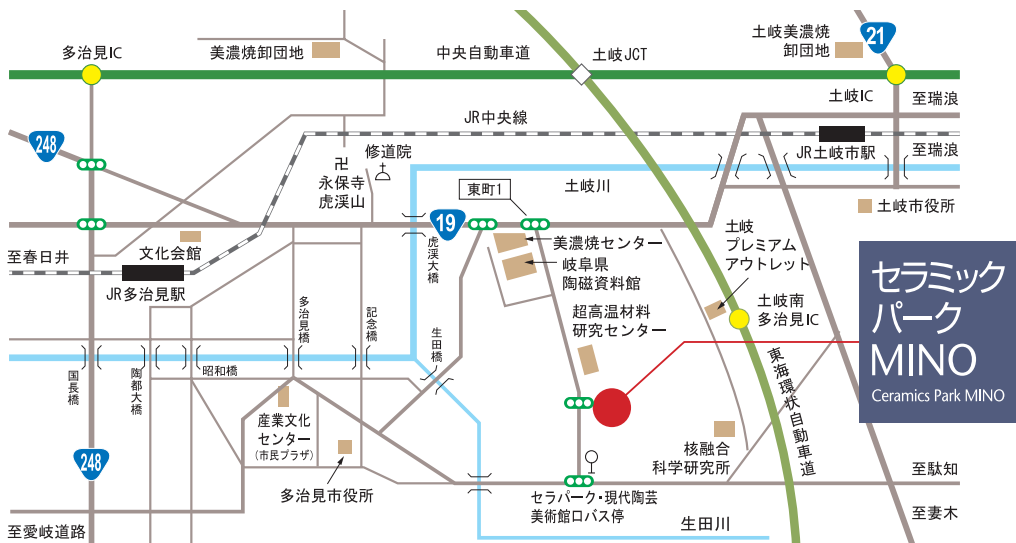 多治見IC
美濃焼卸団地
中央自動車道
土岐JCT
土岐美濃焼
卸団地
21
土岐IC
至瑞浪
JR中央線
248
JR土岐市駅
至瑞浪
卍
永保寺
虎渓山
修道院
東町1
土岐川
19
土岐市役所
至春日井
文化会館
虎渓大橋
美濃焼センター
岐阜県
陶磁資料館
土岐
プレミアム
アウトレット
JR多治見駅
多治見橋
記念橋
生田橋
超高温材料
研究センター
土岐南
多治見IC
セラミック
パーク
MINO
Ceramics Park MINO
国長橋
陶都大橋
昭和橋
東海環状自動車道
産業文化
センター
(市民プラザ)
核融合
科学研究所
248
多治見市役所
セラパーク・現代陶芸
美術館口バス停
至駄知
至愛岐道路
生田川
至妻木